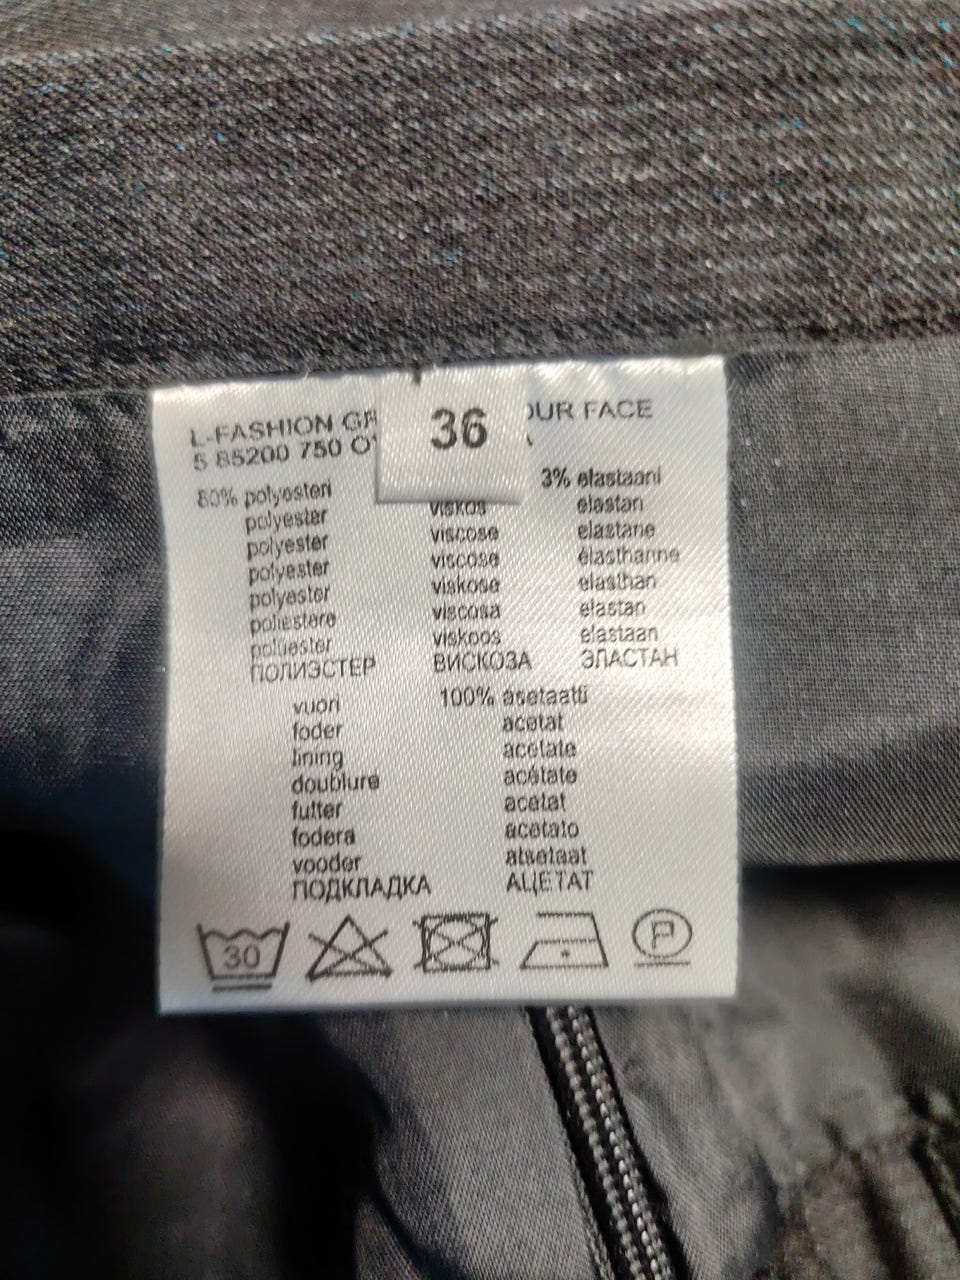 L-FASHION GR 36 OUR FACE
5 85200 750 O
80% polyesteri 3% elastaani
polyester viskos elastan
polyester viscose elastane
polyester viscose élasthanne
polyester viskose elasthan
poliestere viscosa elastan
polüester viskoos elastaan
ПОЛИЭСТЕР ВИСКОЗА ЭЛАСТАН
vuori 100% asetaatti
foder acetat
lining acetate
doublure acétate
futter acetat
fodera acetato
vooder atsetaat
ПОДКЛАДКА АЦЕТАТ
30 P